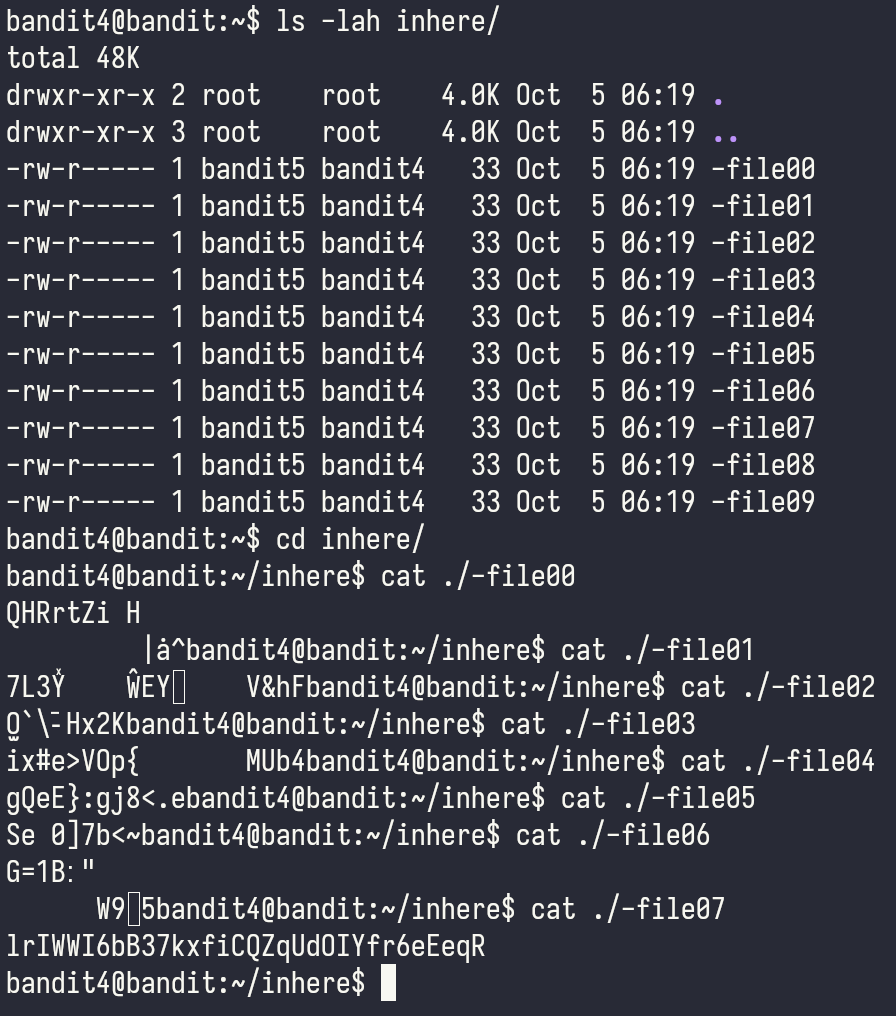 bandit4@bandit:~$ ls -lah inhere/
total 48K
drwxr-xr-x 2 root    root    4.0K Oct  5 06:19 .
drwxr-xr-x 3 root    root    4.0K Oct  5 06:19 ..
-rw-r----- 1 bandit5 bandit4   33 Oct  5 06:19 -file00
-rw-r----- 1 bandit5 bandit4   33 Oct  5 06:19 -file01
-rw-r----- 1 bandit5 bandit4   33 Oct  5 06:19 -file02
-rw-r----- 1 bandit5 bandit4   33 Oct  5 06:19 -file03
-rw-r----- 1 bandit5 bandit4   33 Oct  5 06:19 -file04
-rw-r----- 1 bandit5 bandit4   33 Oct  5 06:19 -file05
-rw-r----- 1 bandit5 bandit4   33 Oct  5 06:19 -file06
-rw-r----- 1 bandit5 bandit4   33 Oct  5 06:19 -file07
-rw-r----- 1 bandit5 bandit4   33 Oct  5 06:19 -file08
-rw-r----- 1 bandit5 bandit4   33 Oct  5 06:19 -file09
bandit4@bandit:~$ cd inhere/
bandit4@bandit:~/inhere$ cat ./-file00
QHRrtZi H
         |ȧ^bandit4@bandit:~/inhere$ cat ./-file01
7L3Y̌    ŴEY    V&hFbandit4@bandit:~/inhere$ cat ./-file02
`\-Hx2Kbandit4@bandit:~/inhere$ cat ./-file03
ix#e>VOp{       MUb4bandit4@bandit:~/inhere$ cat ./-file04
gQeE}:gj8<.ebandit4@bandit:~/inhere$ cat ./-file05
Se 0]7b<~bandit4@bandit:~/inhere$ cat ./-file06
G=1B:"
      W95bandit4@bandit:~/inhere$ cat ./-file07
lrIWWI6bB37kxfiCQZqUdOIYfr6eEeqR
bandit4@bandit:~/inhere$